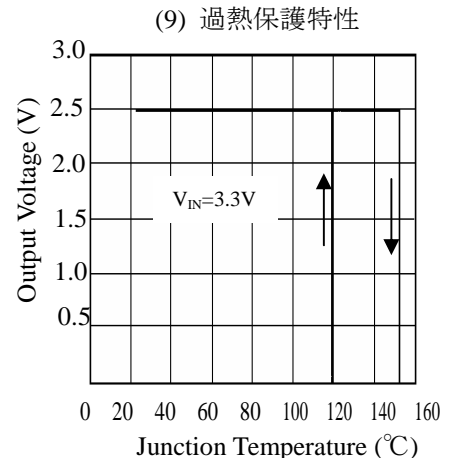 (9) 過熱保護特性
3.0
2.5
2.0
1.5
1.0
0.5
Output Voltage (V)
V_IN=3.3V
0 20 40 60 80 100 120 140 160
Junction Temperature (℃)